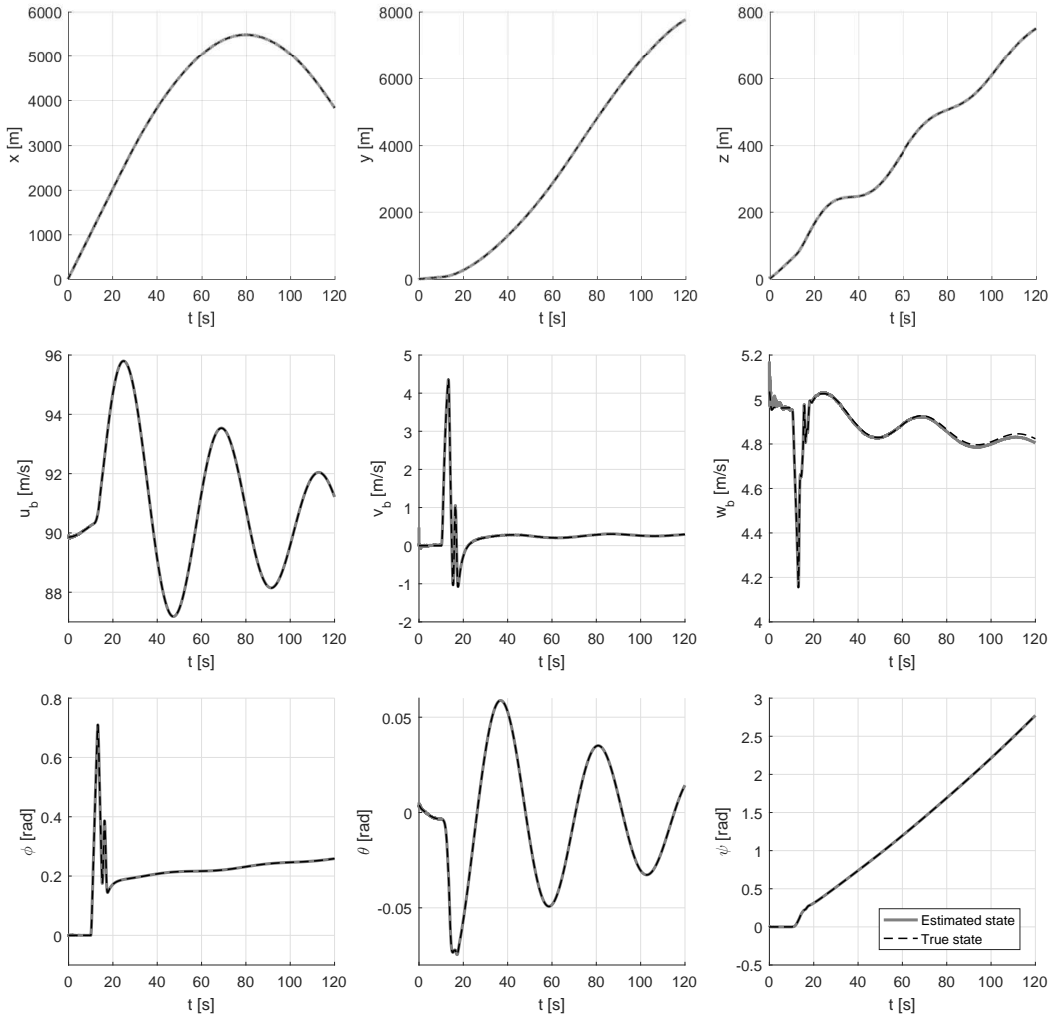 6000
5000
4000
3000
2000
1000
0
x [m]
0 20 40 60 80 100 120
t [s]
8000
6000
4000
2000
0
y [m]
0 20 40 60 80 100 120
t [s]
800
600
400
200
0
z [m]
0 20 40 60 80 100 120
t [s]
96
94
92
90
88
u_b [m/s]
0 20 40 60 80 100 120
t [s]
5
4
3
2
1
0
-1
-2
v_b [m/s]
0 20 40 60 80 100 120
t [s]
5.2
5
4.8
4.6
4.4
4.2
4
w_b [m/s]
0 20 40 60 80 100 120
t [s]
0.8
0.6
0.4
0.2
0
ϕ [rad]
0 20 40 60 80 100 120
t [s]
0.05
0
-0.05
θ [rad]
0 20 40 60 80 100 120
t [s]
3
2.5
2
1.5
1
0.5
0
-0.5
ψ [rad]
Estimated state
True state
0 20 40 60 80 100 120
t [s]